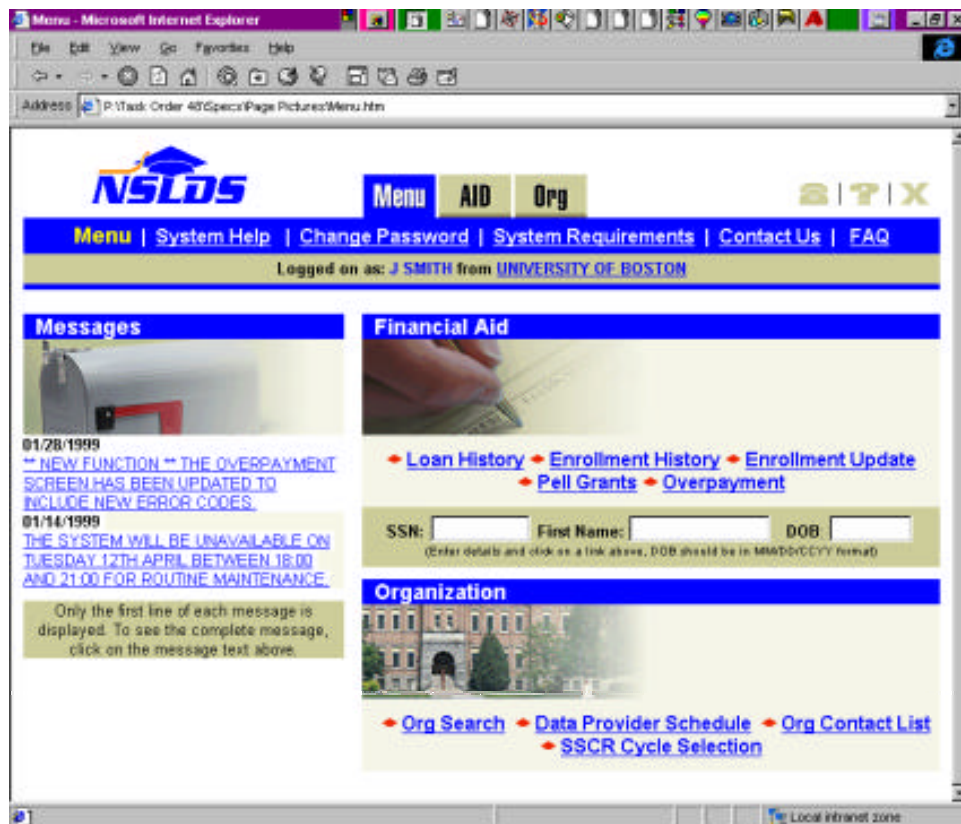 Menu - Microsoft Internet Explorer
File Edit View Go Favorites Help
Address P:\Task Order 48\Specs\Page Pictures\Menu.htm
NSLDS
Menu AID Org
Menu | System Help | Change Password | System Requirements | Contact Us | FAQ
Logged on as: J SMITH from UNIVERSITY OF BOSTON
Messages
01/28/1999
** NEW FUNCTION ** THE OVERPAYMENT
SCREEN HAS BEEN UPDATED TO
INCLUDE NEW ERROR CODES.
01/14/1999
THE SYSTEM WILL BE UNAVAILABLE ON
TUESDAY 12TH APRIL BETWEEN 18:00
AND 21:00 FOR ROUTINE MAINTENANCE.
Only the first line of each message is
displayed. To see the complete message,
click on the message text above.
Financial Aid
Loan History Enrollment History Enrollment Update
Pell Grants Overpayment
SSN: First Name: DOB:
(Enter details and click on a link above, DOB should be in MM/DD/CCYY format)
Organization
Org Search Data Provider Schedule Org Contact List
SSCR Cycle Selection
Local intranet zone